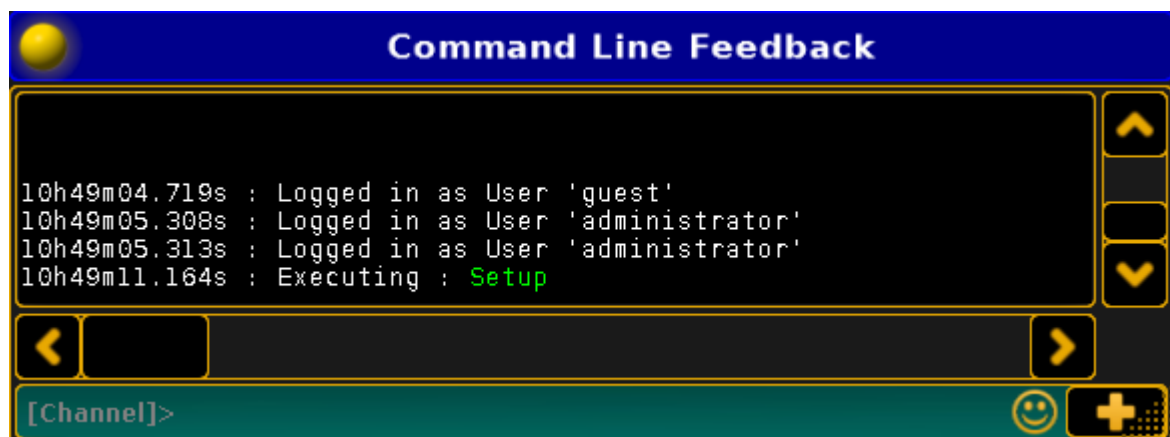 Command Line Feedback
10h49m04.719s : Logged in as User 'guest'
10h49m05.308s : Logged in as User 'administrator'
10h49m05.313s : Logged in as User 'administrator'
10h49m11.164s : Executing : Setup
[Channel]>